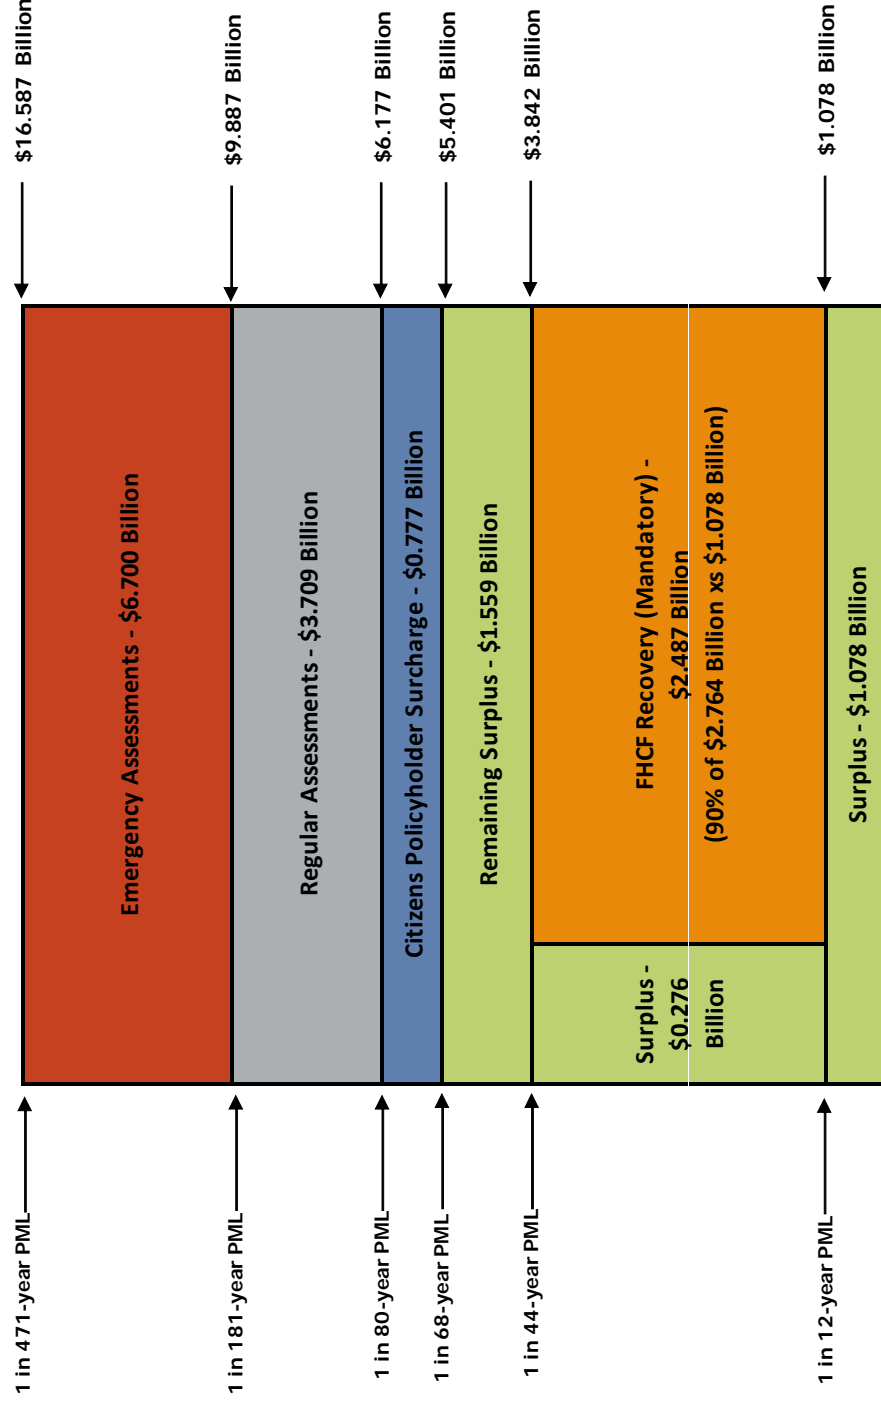 1 in 471-year PML
$16.587 Billion
Emergency Assessments - $6.700 Billion
1 in 181-year PML
$9.887 Billion
Regular Assessments - $3.709 Billion
1 in 80-year PML
$6.177 Billion
Citizens Policyholder Surcharge - $0.777 Billion
1 in 68-year PML
$5.401 Billion
Remaining Surplus - $1.559 Billion
1 in 44-year PML
$3.842 Billion
Surplus -
$0.276
Billion
FHCF Recovery (Mandatory) -
$2.487 Billion
(90% of $2.764 Billion xs $1.078 Billion)
1 in 12-year PML
$1.078 Billion
Surplus - $1.078 Billion